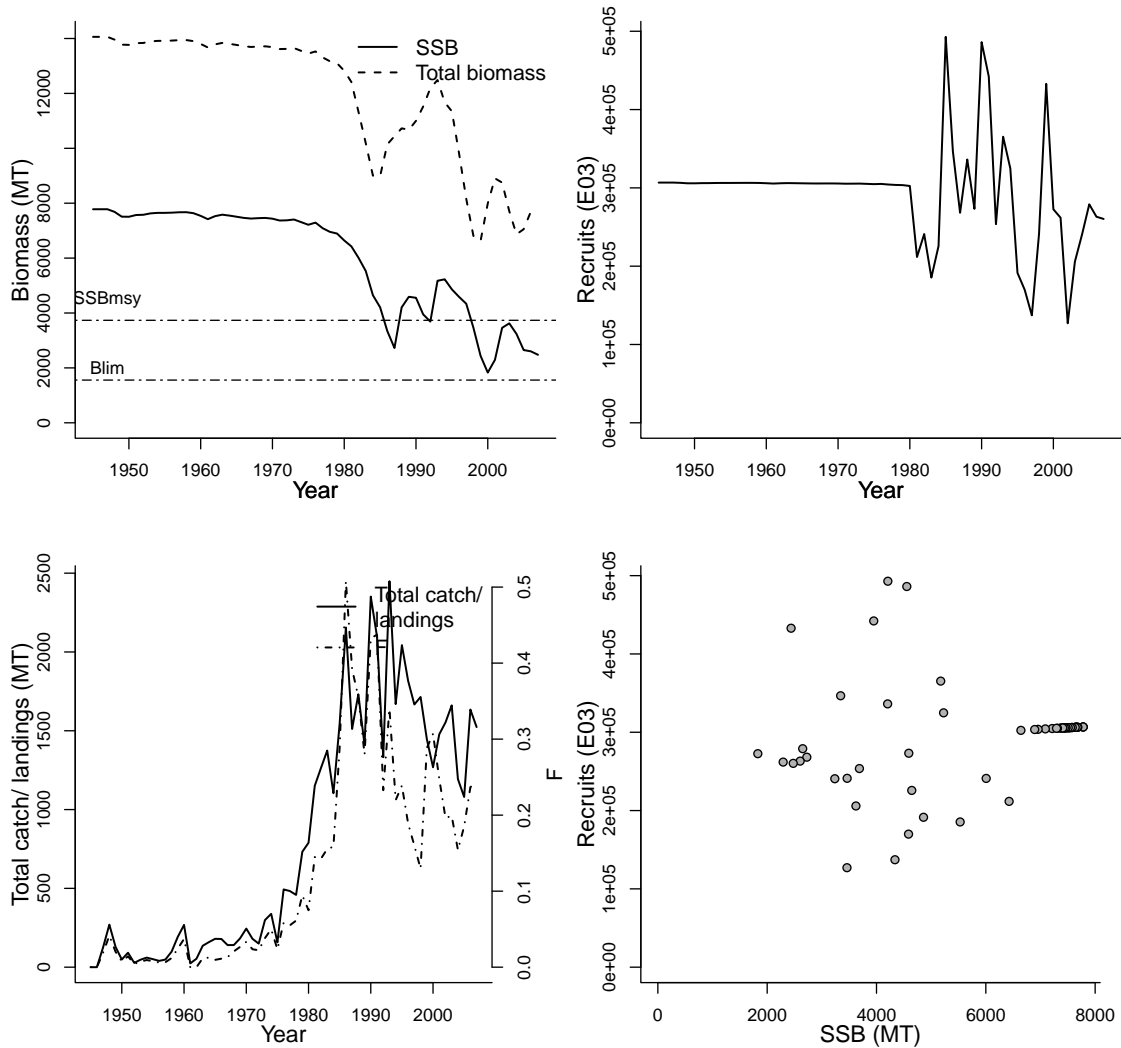 SSB
Total biomass
SSBmsy
Blim
Biomass (MT)
0
2000
4000
6000
8000
12000
1950
1960
1970
1980
1990
2000
Year
Recruits (E03)
0e+00
1e+05
2e+05
3e+05
4e+05
5e+05
1950
1960
1970
1980
1990
2000
Year
Total catch/
landings
F
Total catch/ landings (MT)
0
500
1000
1500
2000
2500
F
0.0
0.1
0.2
0.3
0.4
0.5
1950
1960
1970
1980
1990
2000
Year
Recruits (E03)
0e+00
1e+05
2e+05
3e+05
4e+05
5e+05
0
2000
4000
6000
8000
SSB (MT)